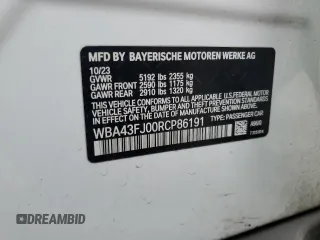 MFD BY BAYERISCHE MOTOREN WERKE AG
10/23
GVWR 5192 lbs 2355 kg
GAWR FRONT 2590 lbs 1175 kg
GAWR REAR 2910 lbs 1320 kg
THIS VEHICLE CONFORMS TO ALL APPLICABLE
U.S. FEDERAL MOTOR VEHICLE SAFETY, BUMPER,
AND THEFT PREVENTION STANDARDS IN EFFECT
ON THE DATE OF MANUFACTURE SHOWN ABOVE.
WBA43FJ00RCP86191 TYPE: PASSENGER CAR
DREAMBID